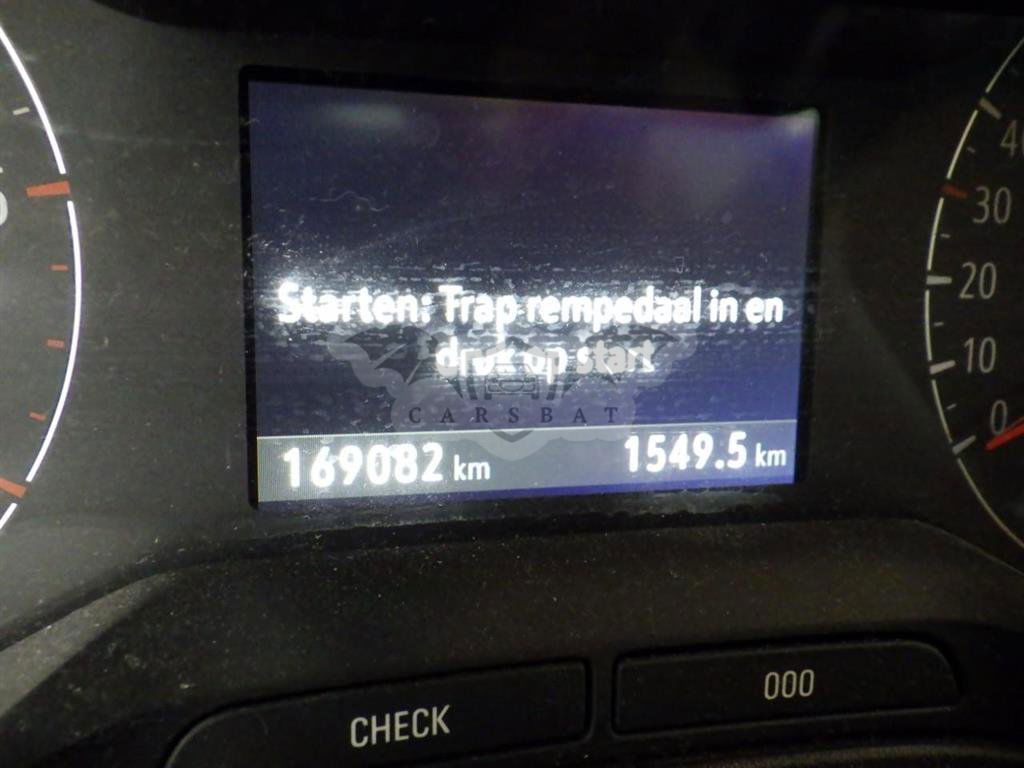 Starten: Trap rempedaal in en
druk op start
CARSBAT
169082 km
1549.5 km
30
20
10
0
CHECK
000